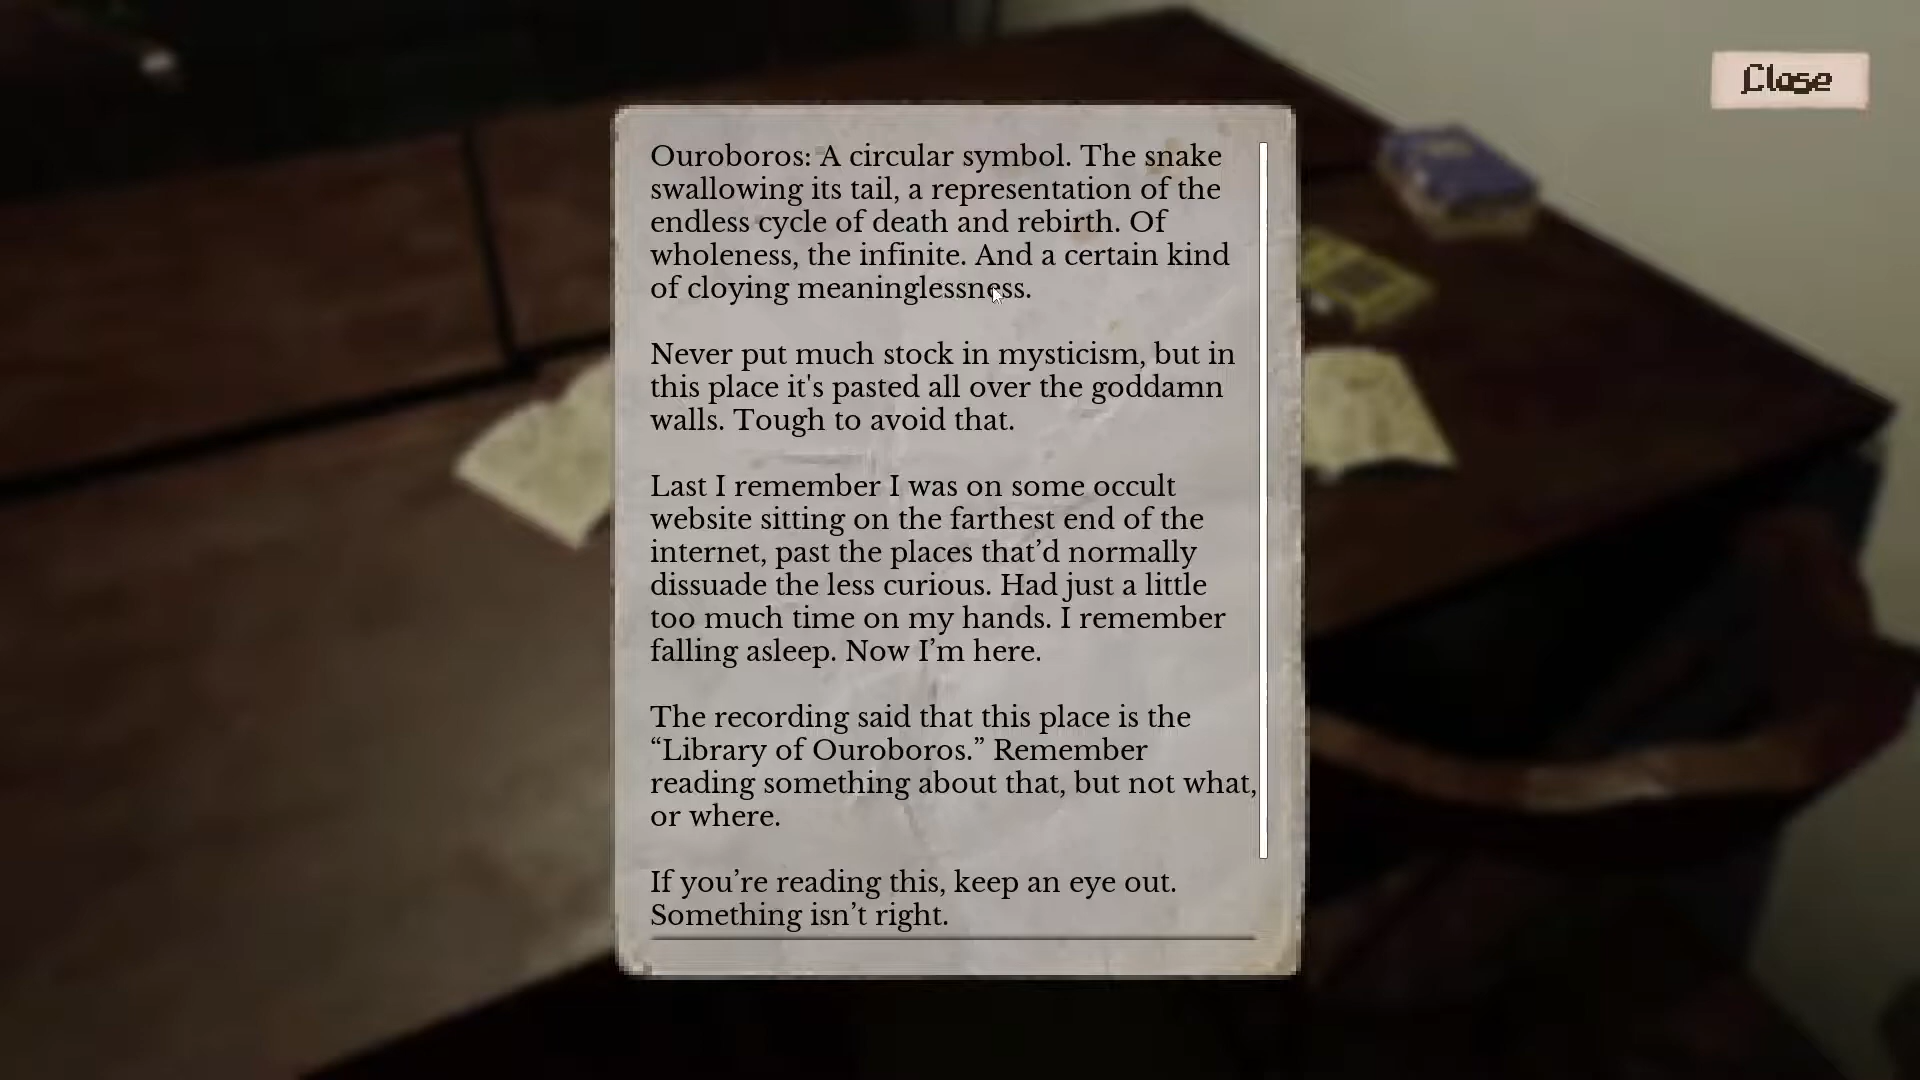 Close
Ouroboros: A circular symbol. The snake
swallowing its tail, a representation of the
endless cycle of death and rebirth. Of
wholeness, the infinite. And a certain kind
of cloying meaninglessness.
Never put much stock in mysticism, but in
this place it's pasted all over the goddamn
walls. Tough to avoid that.
Last I remember I was on some occult
website sitting on the farthest end of the
internet, past the places that’d normally
dissuade the less curious. Had just a little
too much time on my hands. I remember
falling asleep. Now I’m here.
The recording said that this place is the
“Library of Ouroboros.” Remember
reading something about that, but not what,
or where.
If you’re reading this, keep an eye out.
Something isn’t right.